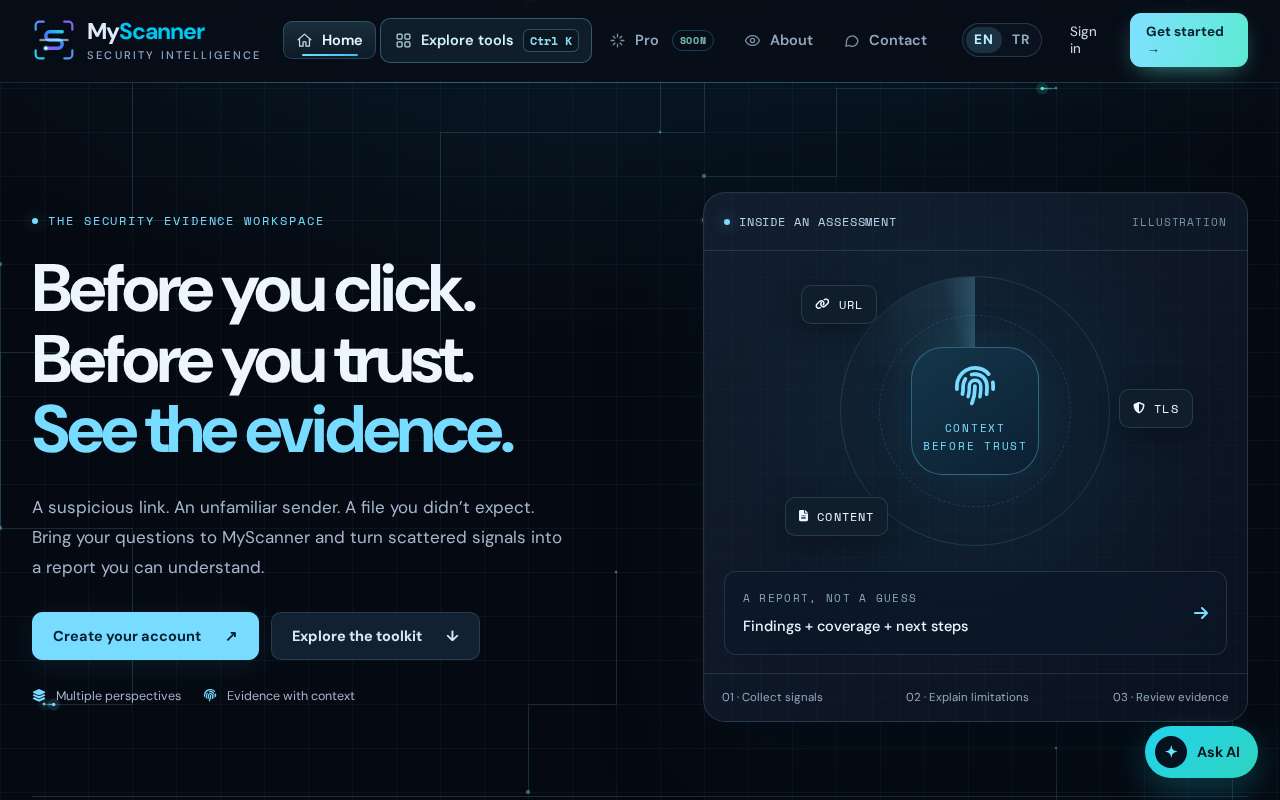 MyScanner
SECURITY INTELLIGENCE
Home
Explore tools Ctrl K
Pro SOON
About
Contact
EN TR
Sign in
Get started →
THE SECURITY EVIDENCE WORKSPACE
Before you click.
Before you trust.
See the evidence.
A suspicious link. An unfamiliar sender. A file you didn’t expect.
Bring your questions to MyScanner and turn scattered signals into
a report you can understand.
Create your account ↗
Explore the toolkit ↓
Multiple perspectives
Evidence with context
INSIDE AN ASSESSMENT
ILLUSTRATION
URL
TLS
CONTEXT
BEFORE TRUST
CONTENT
A REPORT, NOT A GUESS
Findings + coverage + next steps
01 · Collect signals
02 · Explain limitations
03 · Review evidence
Ask AI